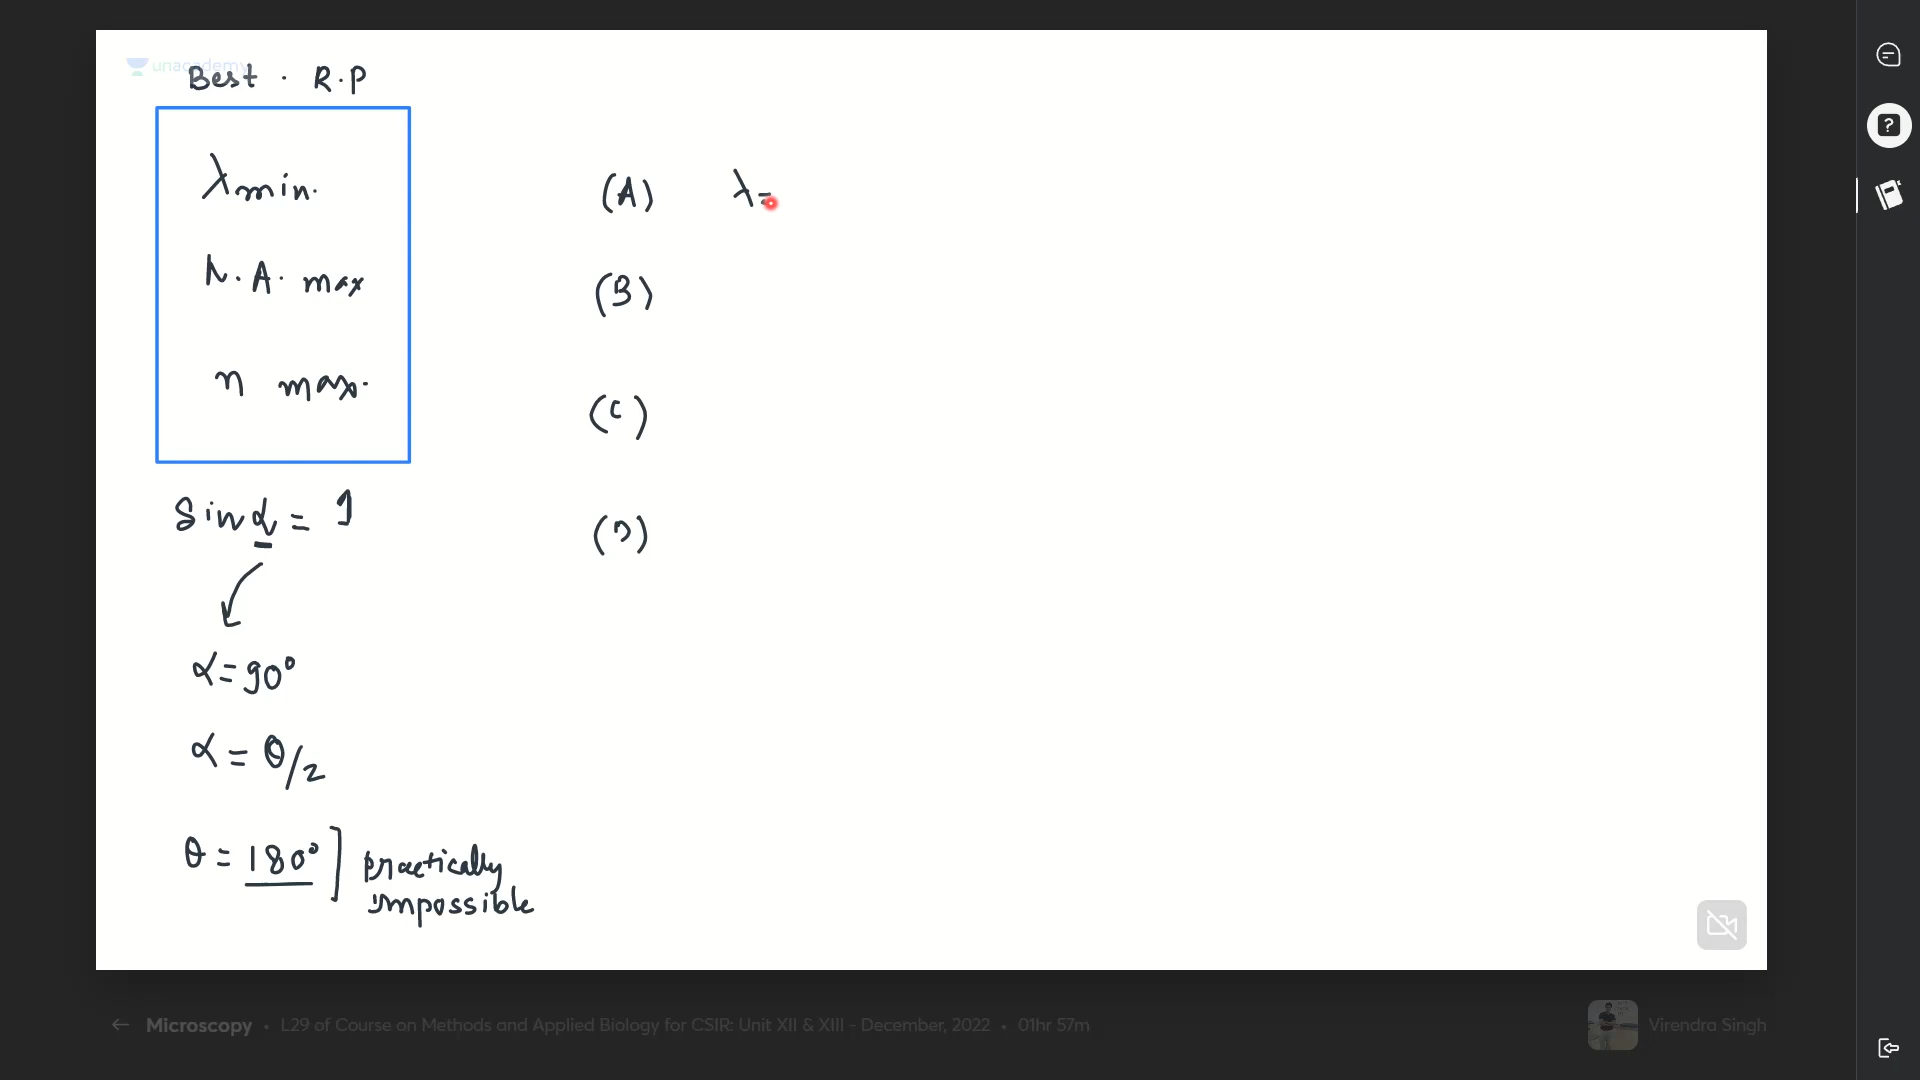 unacademy
Best . R.P
λmin.
N.A. max
n max.
Sin α = 1
α = 90°
α = θ/2
θ = 180° ] practically
impossible
(A) λ=
(B)
(C)
(D)
← Microscopy • L29 of Course on Methods and Applied Biology for CSIR: Unit XII & XIII - December, 2022 • 01hr 57m
Virendra Singh